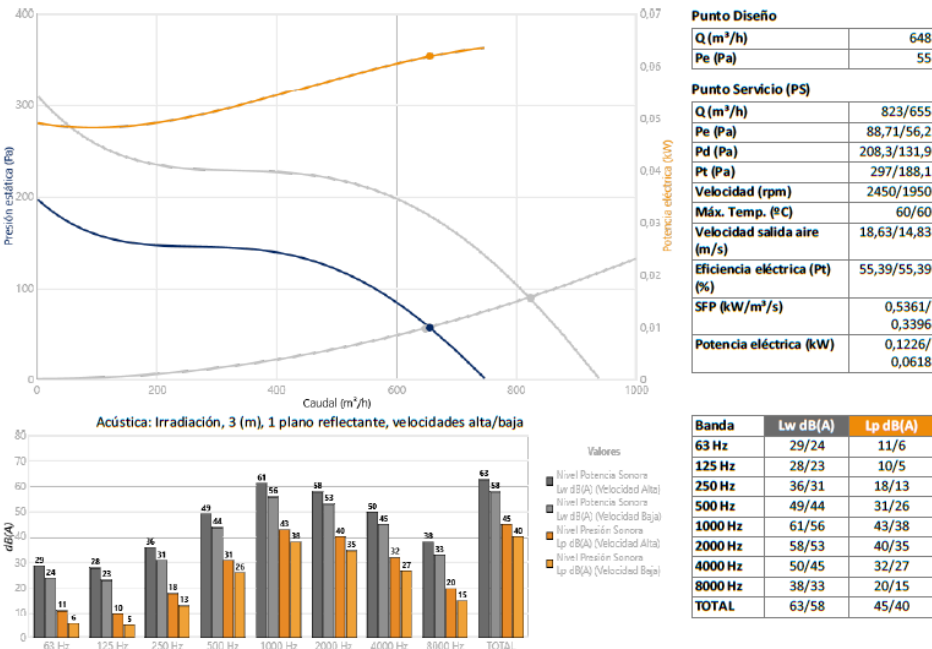 400
300
200
100
0
Presión estática (Pa)
0,07
0,06
0,05
0,04
0,03
0,02
0,01
0
Potencia eléctrica (kW)
0 200 400 600 800 1000
Caudal (m³/h)
Punto Diseño
Q (m³/h) 648
Pe (Pa) 55
Punto Servicio (PS)
Q (m³/h) 823/655
Pe (Pa) 88,71/56,2
Pd (Pa) 208,3/131,9
Pt (Pa) 297/188,1
Velocidad (rpm) 2450/1950
Máx. Temp. (ºC) 60/60
Velocidad salida aire 18,63/14,83
(m/s)
Eficiencia eléctrica (Pt) 55,39/55,39
(%)
SFP (kW/m³/s) 0,5361/
0,3396
Potencia eléctrica (kW) 0,1226/
0,0618
Acústica: Irradiación, 3 (m), 1 plano reflectante, velocidades alta/baja
80
70
60
50
40
30
20
10
0
dB(A)
29 24 11 6
28 23 10 5
36 31 18 13
49 44 31 26
61 56 43 38
58 53 40 35
50 45 32 27
38 33 20 15
63 58 45 40
63 Hz 125 Hz 250 Hz 500 Hz 1000 Hz 2000 Hz 4000 Hz 8000 Hz TOTAL
Valores
Nivel Potencia Sonora
Lw dB(A) (Velocidad Alta)
Nivel Potencia Sonora
Lw dB(A) (Velocidad Baja)
Nivel Presión Sonora
Lp dB(A) (Velocidad Alta)
Nivel Presión Sonora
Lp dB(A) (Velocidad Baja)
Banda Lw dB(A) Lp dB(A)
63 Hz 29/24 11/6
125 Hz 28/23 10/5
250 Hz 36/31 18/13
500 Hz 49/44 31/26
1000 Hz 61/56 43/38
2000 Hz 58/53 40/35
4000 Hz 50/45 32/27
8000 Hz 38/33 20/15
TOTAL 63/58 45/40